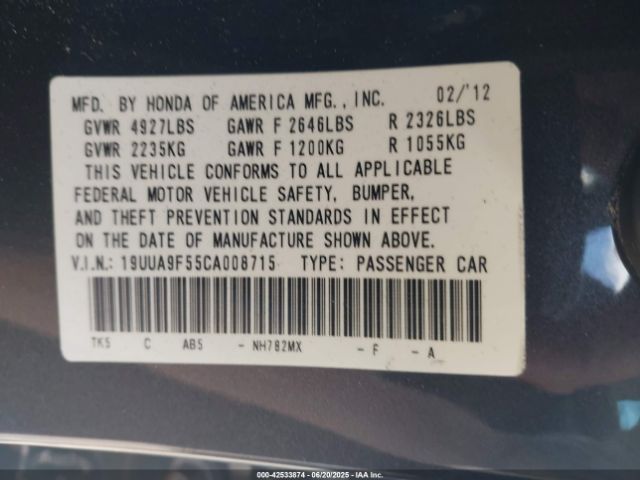 MFD. BY HONDA OF AMERICA MFG., INC. 02/'12
GVWR 4927LBS GAWR F 2646LBS R 2326LBS
GVWR 2235KG GAWR F 1200KG R 1055KG
THIS VEHICLE CONFORMS TO ALL APPLICABLE
FEDERAL MOTOR VEHICLE SAFETY, BUMPER,
AND THEFT PREVENTION STANDARDS IN EFFECT
ON THE DATE OF MANUFACTURE SHOWN ABOVE.
V.I.N.: 19UUA9F55CA008715 TYPE: PASSENGER CAR
TK5 C AB5 - NH782MX - F - A
000-42533874 | 06/20/2025 - IAA Inc.